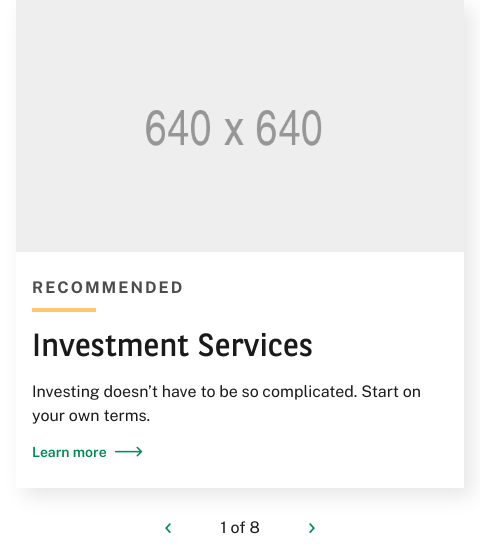 640 x 640
RECOMMENDED
Investment Services
Investing doesn’t have to be so complicated. Start on
your own terms.
Learn more
1 of 8